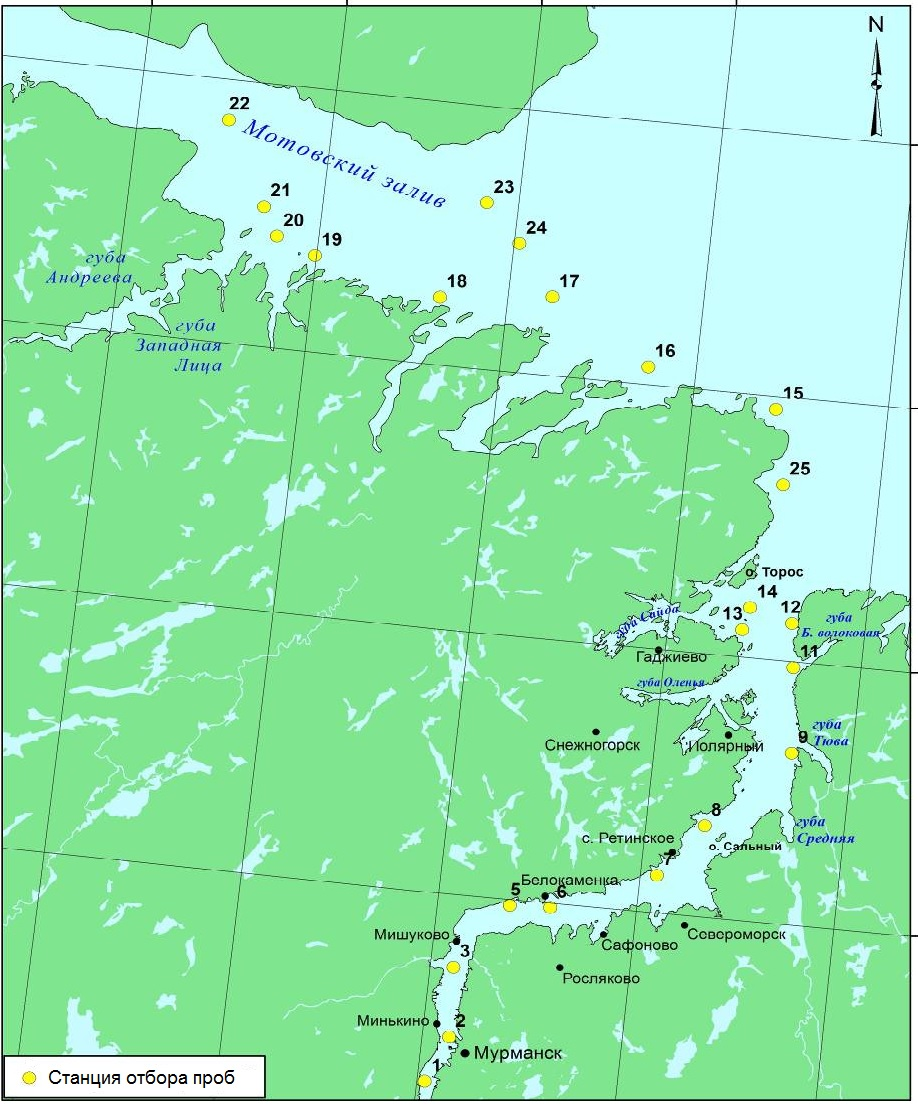 N
22
Мотовский залив
21
23
20
24
19
губа
Андреева
18
17
губа
Западная
Лица
16
15
25
о. Торос
14
12
13
губа Сайда
губа
Б. волоковая
11
Гаджиево
губа Оленья
9
губа
Тюва
Снежногорск
Полярный
8
губа
Средняя
с. Ретинское
о. Сальный
7
Белокаменка
5
6
Мишуково
Сафоново
Североморск
3
Росляково
Минькино
2
Мурманск
1
Станция отбора проб